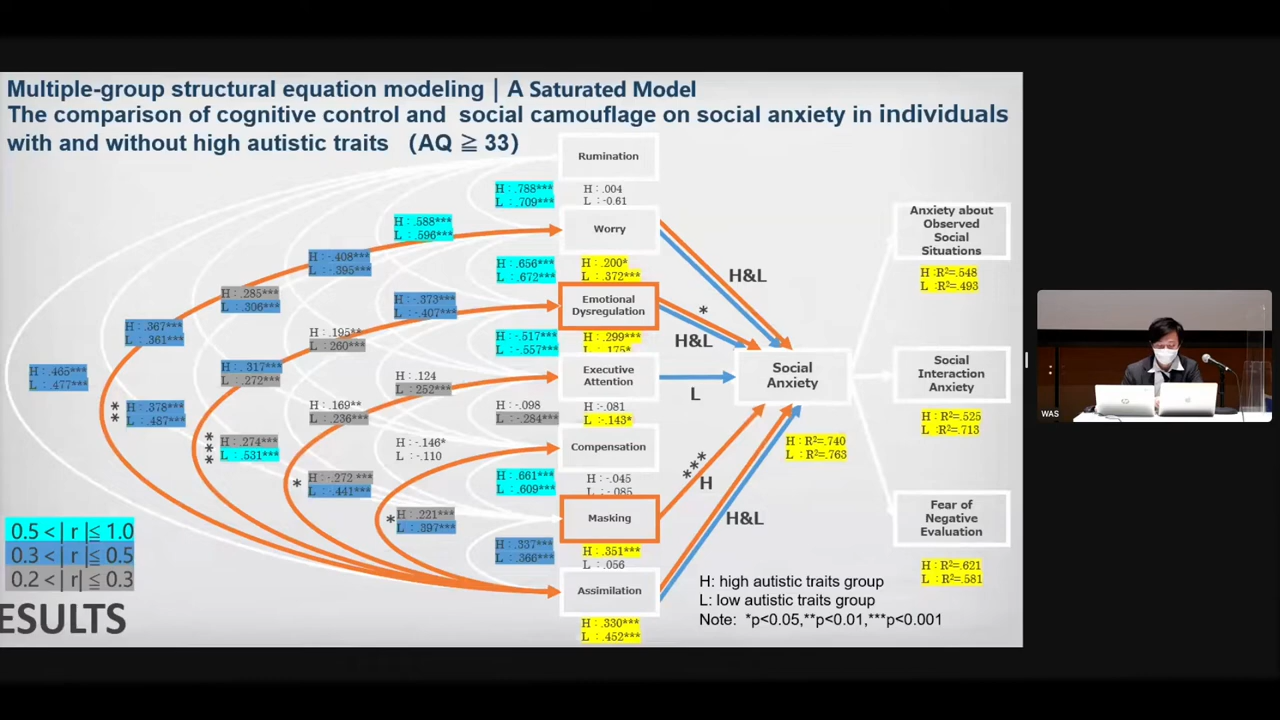 Multiple-group structural equation modeling | A Saturated Model
The comparison of cognitive control and social camouflage on social anxiety in individuals
with and without high autistic traits (AQ ≧ 33)
Rumination
H : .788***
L : .709***
H : .004
L : -0.61
H : .588***
L : .596***
Worry
H : -.408***
L : -.395***
H : .656***
L : .672***
H : .200*
L : .372***
H : .285***
L : .306***
H : -.373***
L : -.407***
Emotional
Dysregulation
*
H&L
H&L
H : .367***
L : .361***
H : .195**
L : .260***
H : -.517***
L : -.557***
H : .299***
L : .175*
H : .465***
L : .477***
H : .317***
L : .272***
H : .124
L : .252***
Executive
Attention
L
Social
Anxiety
H : .378***
L : .487***
**
H : .169**
L : .236***
H : -.098
L : -.284***
H : -.081
L : -.143*
H : .274***
L : .531***
***
H : -.146*
L : -.110
Compensation
H : R²=.740
L : R²=.763
H : -.272 ***
L : .441***
*
H : .661***
L : .609***
H : -.045
L : -.085
***
H
H : .221***
L : .397***
*
Masking
H&L
H : .337***
L : .366***
H : .351***
L : .056
Assimilation
H : .330***
L : .452***
Anxiety about
Observed
Social
Situations
H :R²=.548
L :R²=.493
Social
Interaction
Anxiety
H : R²=.525
L : R²=.713
Fear of
Negative
Evaluation
H : R²=.621
L : R²=.581
0.5 <| r |≦ 1.0
0.3 <| r |≦ 0.5
0.2 <| r|≦ 0.3
ESULTS
H: high autistic traits group
L: low autistic traits group
Note: *p<0.05,**p<0.01,***p<0.001
WAS